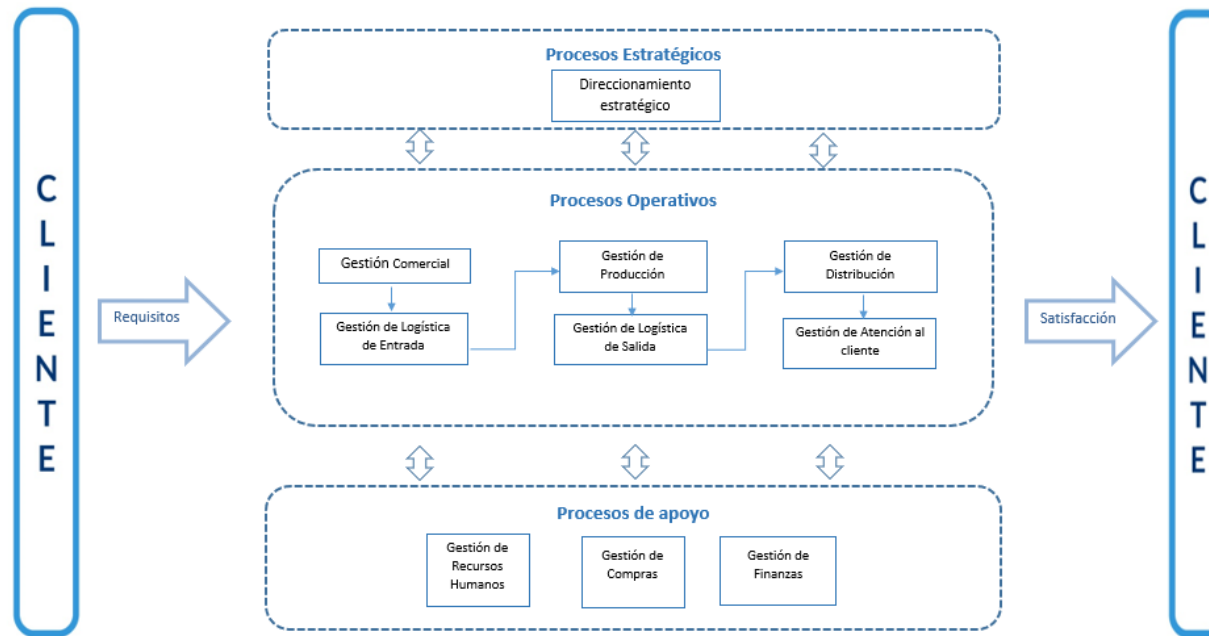 CLIENTE
Procesos Estratégicos
Direccionamiento
estratégico
Procesos Operativos
Gestión Comercial
Gestión de Logística
de Entrada
Gestión de
Producción
Gestión de Logística
de Salida
Gestión de
Distribución
Gestión de Atención al
cliente
Requisitos
Satisfacción
Procesos de apoyo
Gestión de
Recursos
Humanos
Gestión de
Compras
Gestión de
Finanzas
CLIENTE